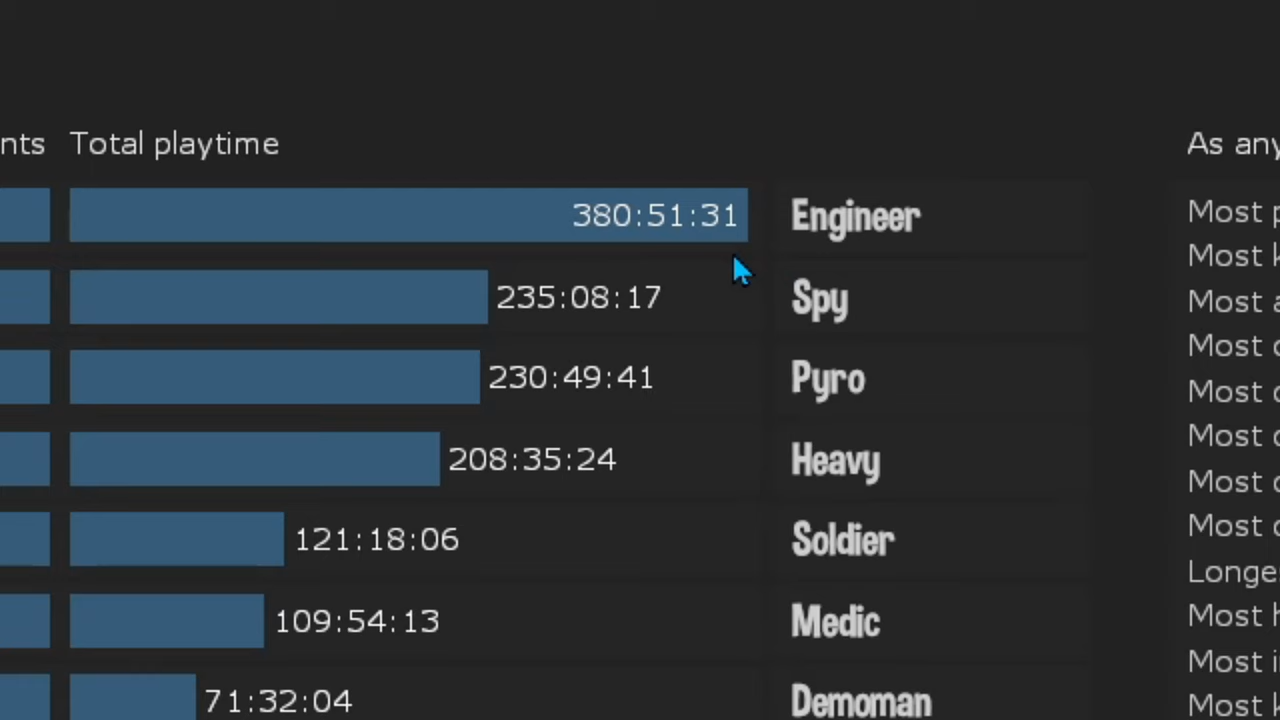 nts Total playtime As any
380:51:31 Engineer
235:08:17 Spy
230:49:41 Pyro
208:35:24 Heavy
121:18:06 Soldier
109:54:13 Medic
71:32:04 Demoman
Most
Most
Most
Most
Most
Most
Most
Most
Longe
Most
Most
Most